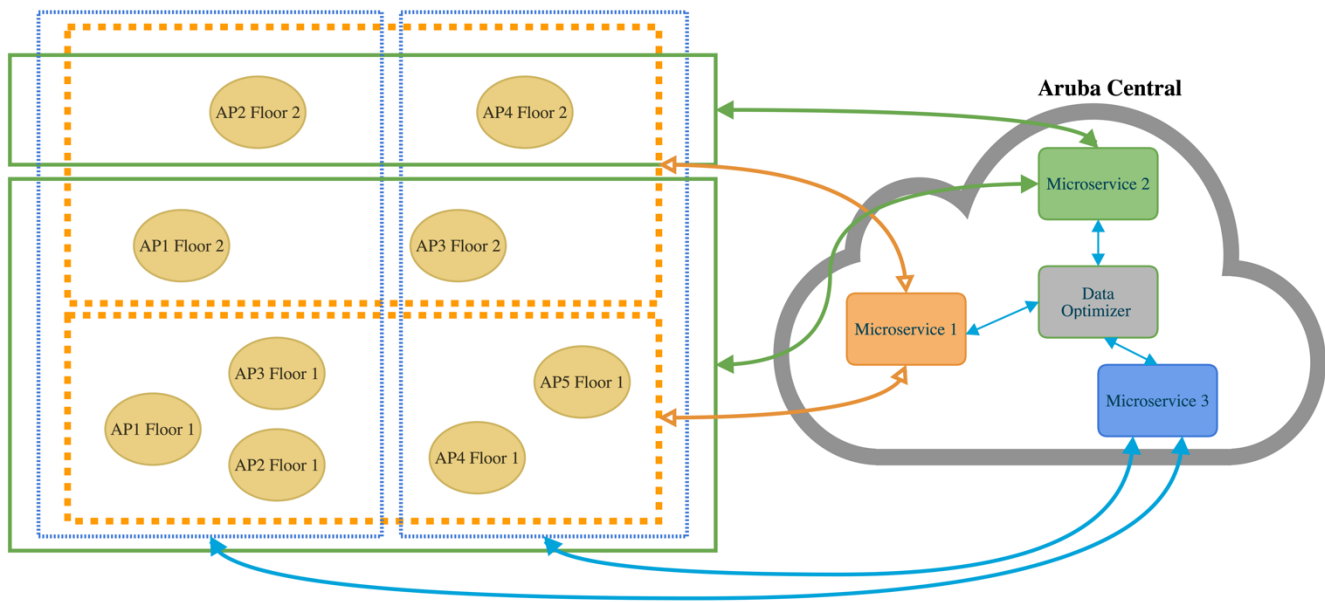 Aruba Central
AP2 Floor 2
AP4 Floor 2
Microservice 2
AP1 Floor 2
AP3 Floor 2
Data
Optimizer
Microservice 1
AP3 Floor 1
AP5 Floor 1
Microservice 3
AP1 Floor 1
AP4 Floor 1
AP2 Floor 1